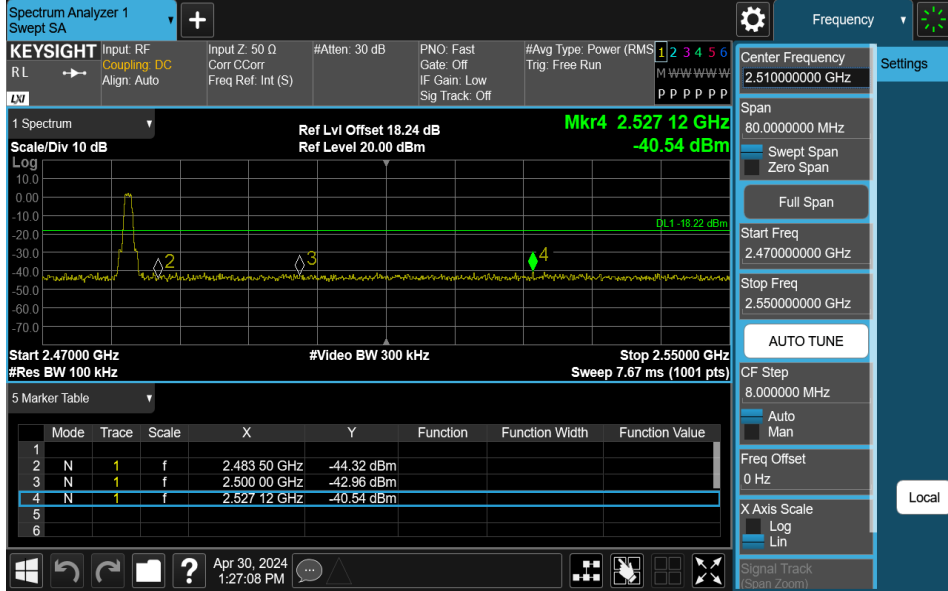 Spectrum Analyzer 1
Swept SA
+
Frequency
KEYSIGHT
RL
LXI
Input: RF
Coupling: DC
Align: Auto
Input Z: 50 Ω
Corr CCorr
Freq Ref: Int (S)
#Atten: 30 dB
PNO: Fast
Gate: Off
IF Gain: Low
Sig Track: Off
#Avg Type: Power (RMS
Trig: Free Run
1 2 3 4 5 6
M W W W W W
P P P P P P
Center Frequency
2.510000000 GHz
Settings
Span
80.0000000 MHz
Swept Span
Zero Span
Full Span
Start Freq
2.470000000 GHz
Stop Freq
2.550000000 GHz
AUTO TUNE
CF Step
8.000000 MHz
Auto
Man
Freq Offset
0 Hz
X Axis Scale
Log
Lin
Signal Track
(Span Zoom)
Local
1 Spectrum
Scale/Div 10 dB
Ref Lvl Offset 18.24 dB
Ref Level 20.00 dBm
Mkr4 2.527 12 GHz
-40.54 dBm
Log
10.0
0.00
-10.0
-20.0
-30.0
-40.0
-50.0
-60.0
-70.0
DL1 -18.22 dBm
2
3
4
Start 2.47000 GHz
#Video BW 300 kHz
Stop 2.55000 GHz
#Res BW 100 kHz
Sweep 7.67 ms (1001 pts)
5 Marker Table
Mode Trace Scale X Y Function Function Width Function Value
1
2 N 1 f 2.483 50 GHz -44.32 dBm
3 N 1 f 2.500 00 GHz -42.96 dBm
4 N 1 f 2.527 12 GHz -40.54 dBm
5
6
?
Apr 30, 2024
1:27:08 PM